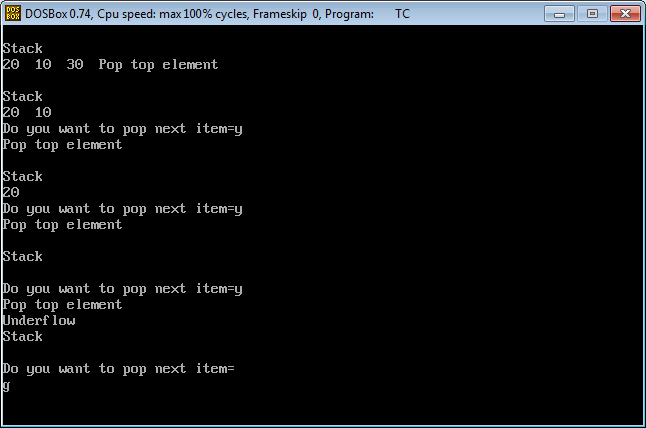 DOS
BOX
DOSBox 0.74, Cpu speed: max 100% cycles, Frameskip 0, Program: TC
Stack
20 10 30 Pop top element
Stack
20 10
Do you want to pop next item=y
Pop top element
Stack
20
Do you want to pop next item=y
Pop top element
Stack
Do you want to pop next item=y
Pop top element
Underflow
Stack
Do you want to pop next item=
g